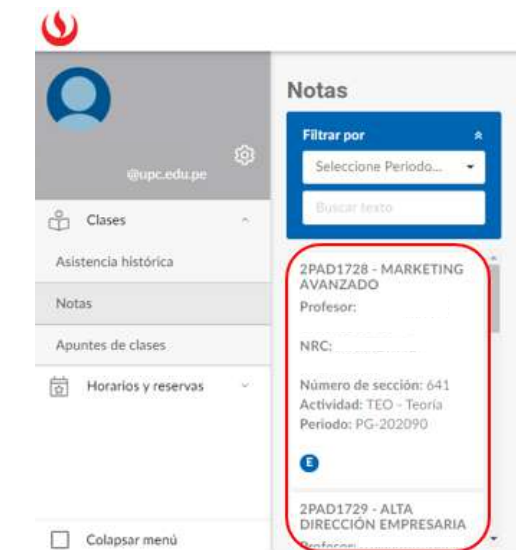 @upc.edu.pe
Clases
Asistencia histórica
Notas
Apuntes de clases
Horarios y reservas
Colapsar menú
Notas
Filtrar por
Seleccione Periodo...
Buscar texto
2PAD1728 - MARKETING
AVANZADO
Profesor:
NRC:
Número de sección: 641
Actividad: TEO - Teoría
Periodo: PG-202090
E
2PAD1729 - ALTA
DIRECCIÓN EMPRESARIA
Profesor: